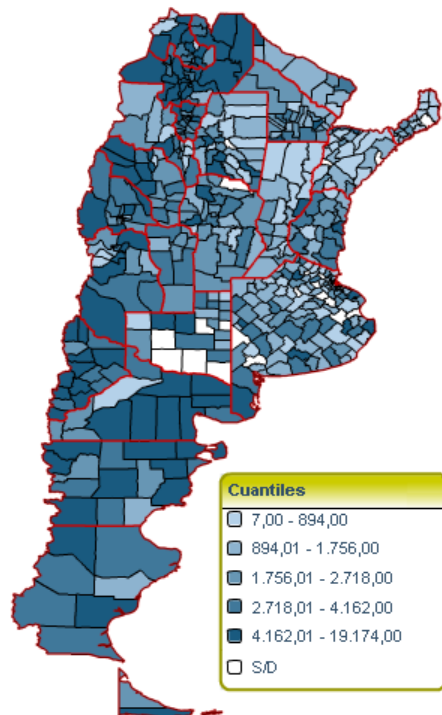 Cuantiles
7,00 - 894,00
894,01 - 1.756,00
1.756,01 - 2.718,00
2.718,01 - 4.162,00
4.162,01 - 19.174,00
S/D